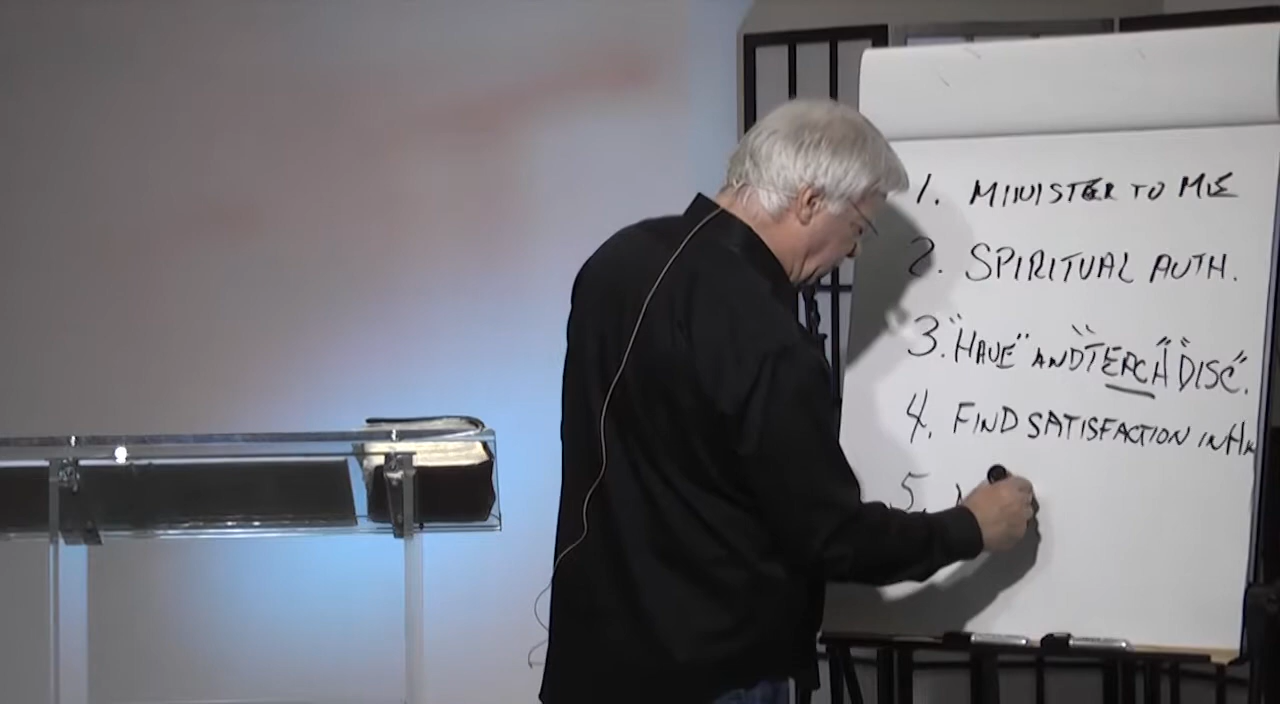 1. MINISTER TO ME
2. SPIRITUAL AUTH.
3. "HAVE" AND "TEACH" "DISC".
4. FIND SATISFACTION IN
5.